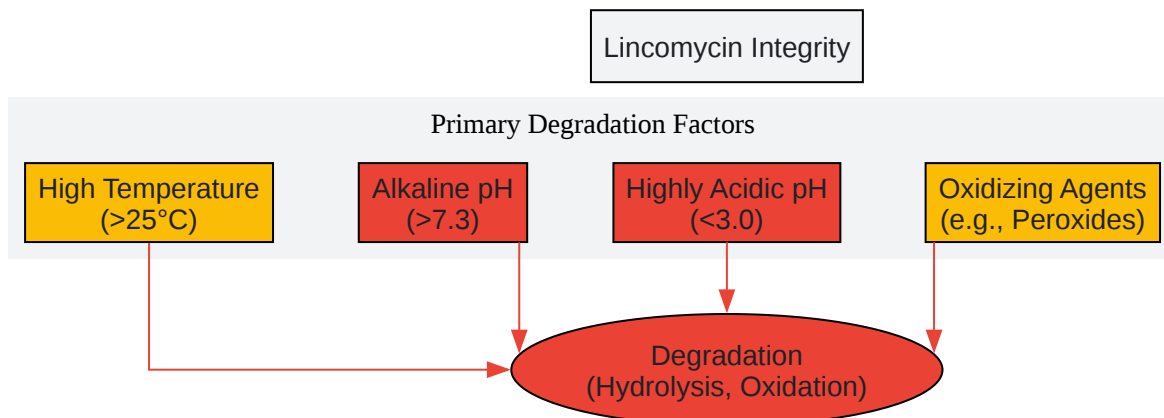 Lincomycin Integrity
Primary Degradation Factors
High Temperature
(>25°C)
Alkaline pH
(>7.3)
Highly Acidic pH
(<3.0)
Oxidizing Agents
(e.g., Peroxides)
Degradation
(Hydrolysis, Oxidation)